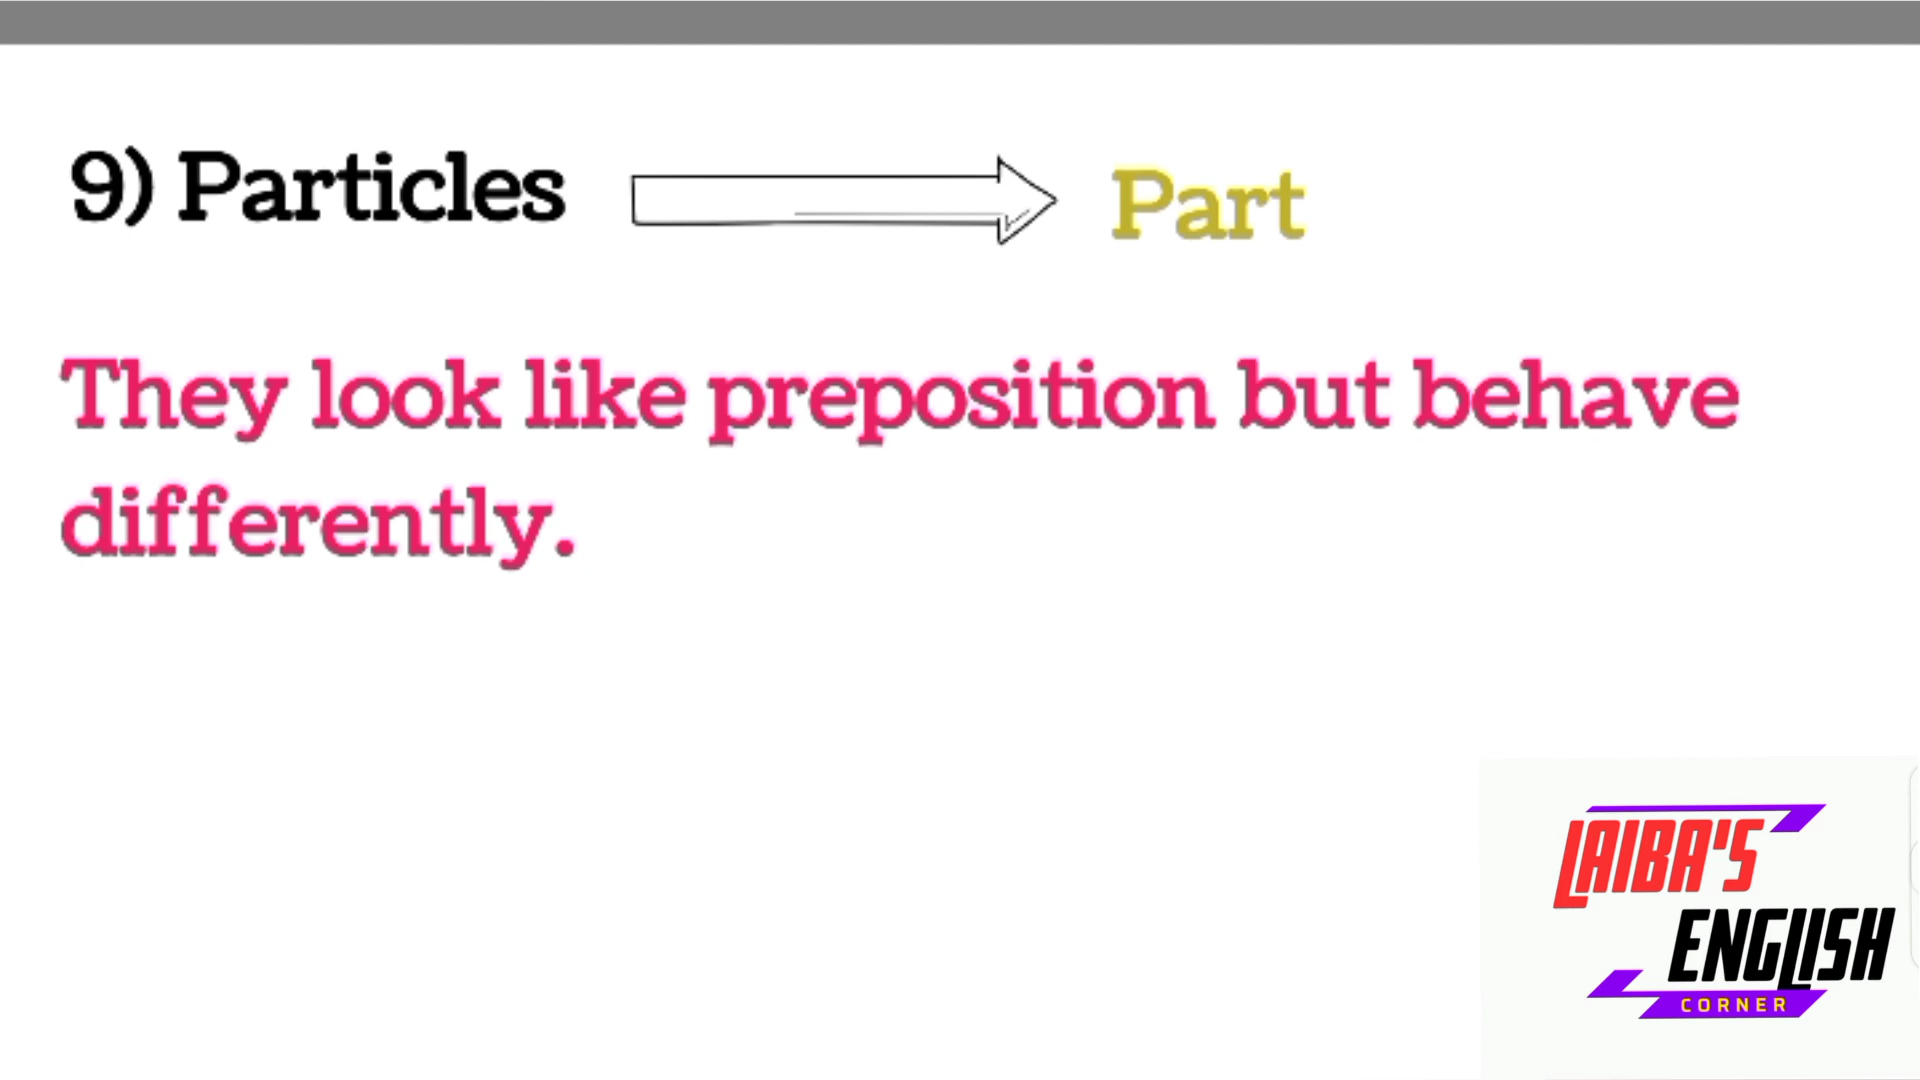 9) Particles Part
They look like preposition but behave
differently.
LAIBA'S
ENGLISH
CORNER